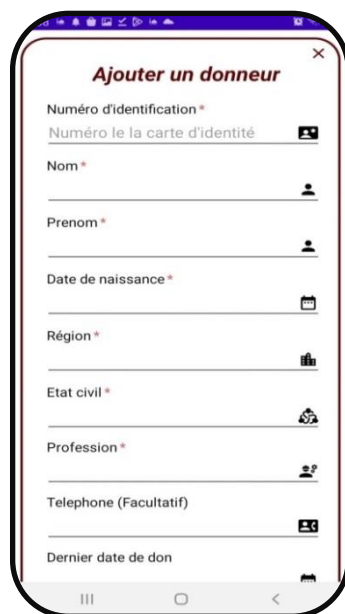 Ajouter un donneur
Numéro d'identification *
Numéro le la carte d'identité
Nom *
Prenom *
Date de naissance *
Région *
Etat civil *
Profession *
Telephone (Facultatif)
Dernier date de don